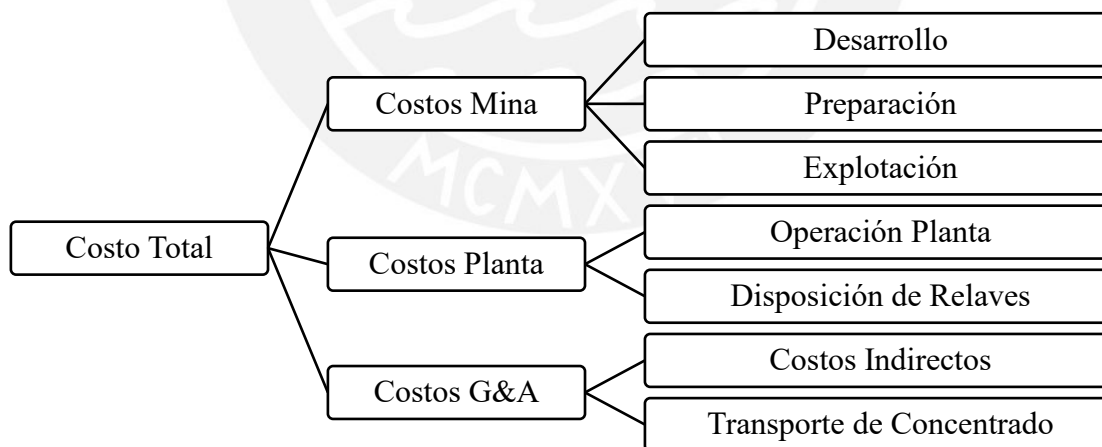 Desarrollo
Costos Mina
Preparación
Explotación
MCMX
Costo Total
Operación Planta
Costos Planta
Disposición de Relaves
Costos Indirectos
Costos G&A
Transporte de Concentrado